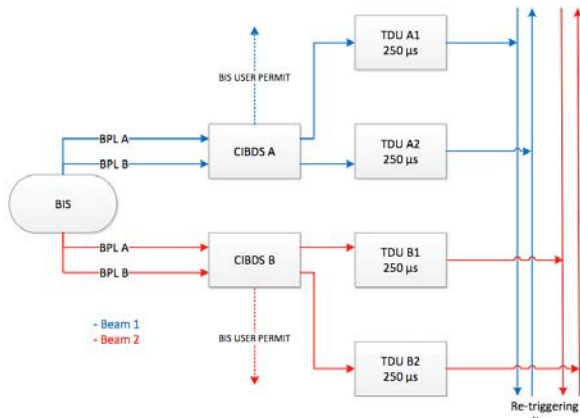 TDU A1
250 µs
BIS USER PERMIT
BPL A
BPL B
CIBDS A
TDU A2
250 µs
BIS
BPL A
BPL B
CIBDS B
TDU B1
250 µs
- Beam 1
- Beam 2
BIS USER PERMIT
TDU B2
250 µs
Re-triggering